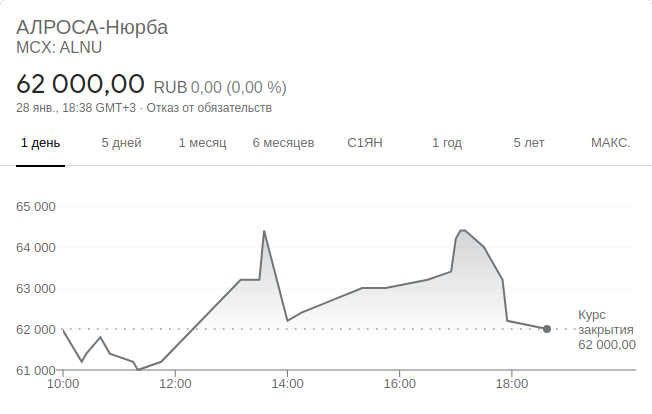 АЛРОСА-Нюрба
MCX: ALNU
62 000,00 RUB 0,00 (0,00 %)
28 янв., 18:38 GMT+3 · Отказ от обязательств
1 день 5 дней 1 месяц 6 месяцев С1ЯН 1 год 5 лет МАКС.
65 000
64 000
63 000
62 000
61 000
Курс
закрытия
62 000,00
10:00 12:00 14:00 16:00 18:00